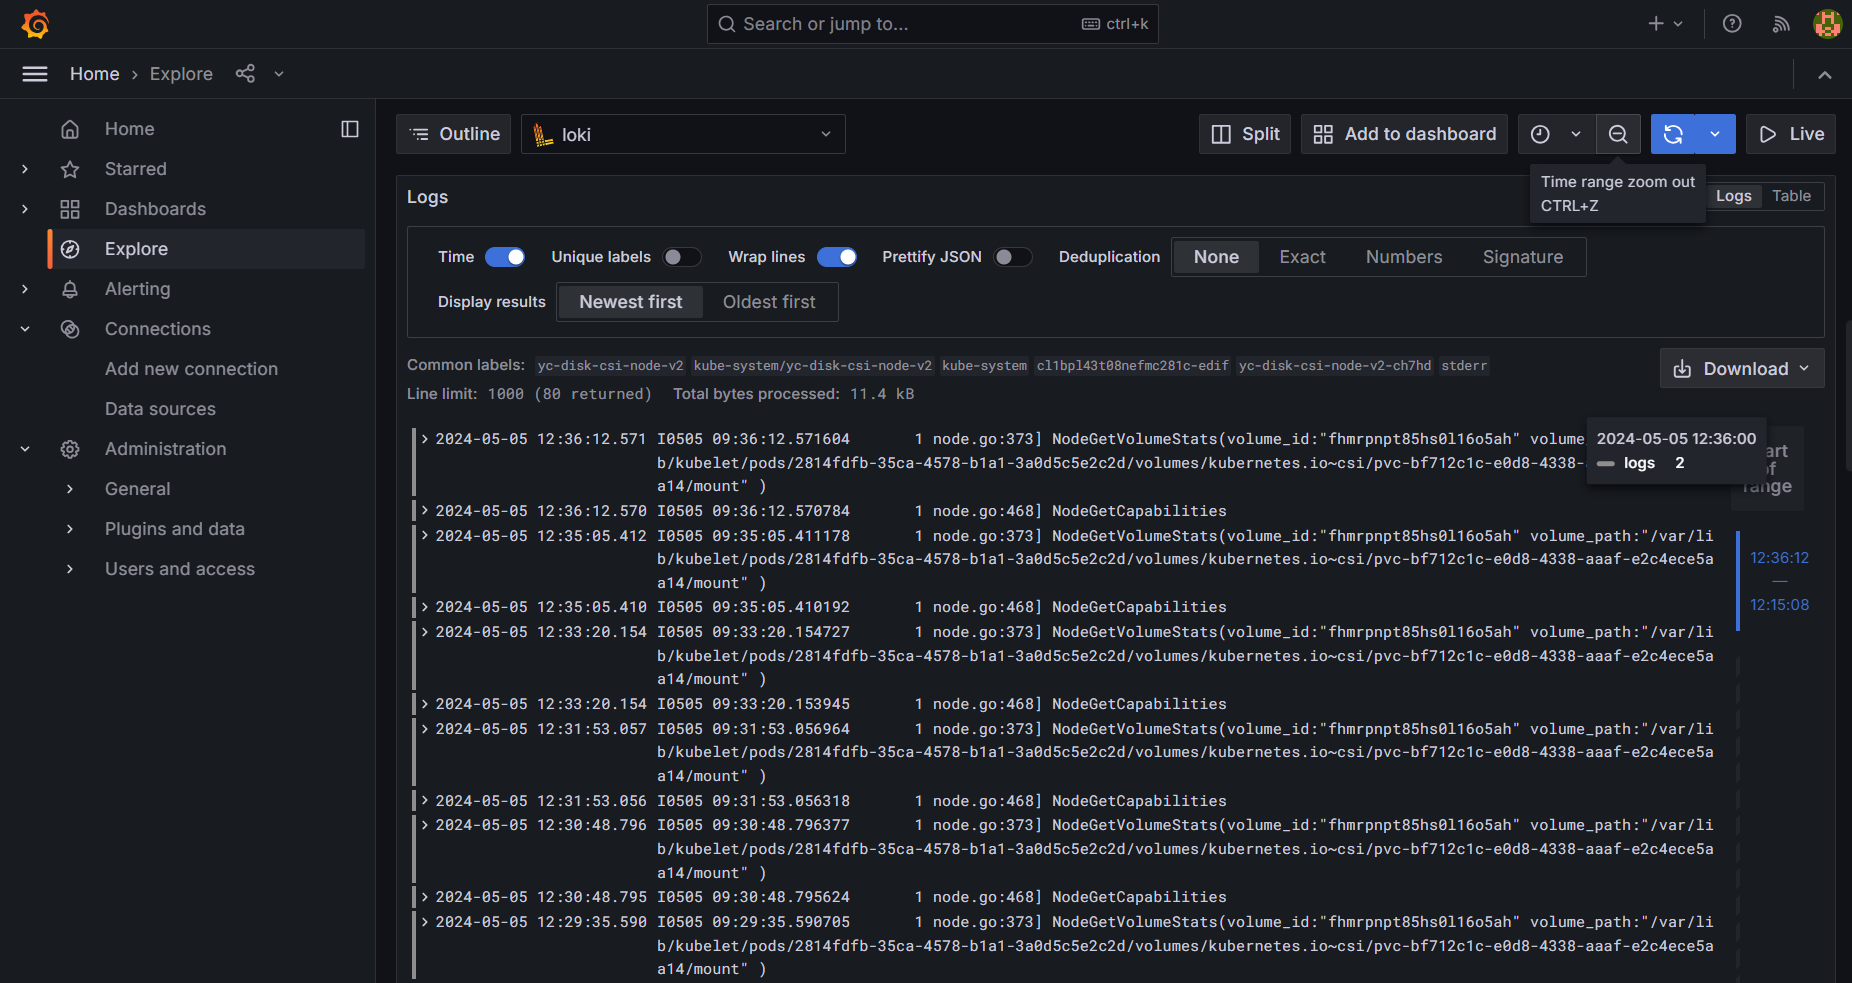 Search or jump to... ctrl+k
Home › Explore
Home
Starred
Dashboards
Explore
Alerting
Connections
Add new connection
Data sources
Administration
General
Plugins and data
Users and access
Outline loki Split Add to dashboard Live
Time range zoom out
CTRL+Z
Logs Logs Table
Time Unique labels Wrap lines Prettify JSON Deduplication None Exact Numbers Signature
Display results Newest first Oldest first
Common labels: yc-disk-csi-node-v2 kube-system/yc-disk-csi-node-v2 kube-system cl1bpl43t08nefmc281c-edif yc-disk-csi-node-v2-ch7hd stderr
Download
Line limit: 1000 (80 returned) Total bytes processed: 11.4 kB
2024-05-05 12:36:12.571 I0505 09:36:12.571604 1 node.go:373] NodeGetVolumeStats(volume_id:"fhmrpnpt85hs0l16o5ah" volume_
b/kubelet/pods/2814fdfb-35ca-4578-b1a1-3a0d5c5e2c2d/volumes/kubernetes.io~csi/pvc-bf712c1c-e0d8-4338-
a14/mount" )
2024-05-05 12:36:00
logs 2
range
2024-05-05 12:36:12.570 I0505 09:36:12.570784 1 node.go:468] NodeGetCapabilities
2024-05-05 12:35:05.412 I0505 09:35:05.411178 1 node.go:373] NodeGetVolumeStats(volume_id:"fhmrpnpt85hs0l16o5ah" volume_path:"/var/li
b/kubelet/pods/2814fdfb-35ca-4578-b1a1-3a0d5c5e2c2d/volumes/kubernetes.io~csi/pvc-bf712c1c-e0d8-4338-aaaf-e2c4ece5a
a14/mount" )
12:36:12
—
12:15:08
2024-05-05 12:35:05.410 I0505 09:35:05.410192 1 node.go:468] NodeGetCapabilities
2024-05-05 12:33:20.154 I0505 09:33:20.154727 1 node.go:373] NodeGetVolumeStats(volume_id:"fhmrpnpt85hs0l16o5ah" volume_path:"/var/li
b/kubelet/pods/2814fdfb-35ca-4578-b1a1-3a0d5c5e2c2d/volumes/kubernetes.io~csi/pvc-bf712c1c-e0d8-4338-aaaf-e2c4ece5a
a14/mount" )
2024-05-05 12:33:20.154 I0505 09:33:20.153945 1 node.go:468] NodeGetCapabilities
2024-05-05 12:31:53.057 I0505 09:31:53.056964 1 node.go:373] NodeGetVolumeStats(volume_id:"fhmrpnpt85hs0l16o5ah" volume_path:"/var/li
b/kubelet/pods/2814fdfb-35ca-4578-b1a1-3a0d5c5e2c2d/volumes/kubernetes.io~csi/pvc-bf712c1c-e0d8-4338-aaaf-e2c4ece5a
a14/mount" )
2024-05-05 12:31:53.056 I0505 09:31:53.056318 1 node.go:468] NodeGetCapabilities
2024-05-05 12:30:48.796 I0505 09:30:48.796377 1 node.go:373] NodeGetVolumeStats(volume_id:"fhmrpnpt85hs0l16o5ah" volume_path:"/var/li
b/kubelet/pods/2814fdfb-35ca-4578-b1a1-3a0d5c5e2c2d/volumes/kubernetes.io~csi/pvc-bf712c1c-e0d8-4338-aaaf-e2c4ece5a
a14/mount" )
2024-05-05 12:30:48.795 I0505 09:30:48.795624 1 node.go:468] NodeGetCapabilities
2024-05-05 12:29:35.590 I0505 09:29:35.590705 1 node.go:373] NodeGetVolumeStats(volume_id:"fhmrpnpt85hs0l16o5ah" volume_path:"/var/li
b/kubelet/pods/2814fdfb-35ca-4578-b1a1-3a0d5c5e2c2d/volumes/kubernetes.io~csi/pvc-bf712c1c-e0d8-4338-aaaf-e2c4ece5a
a14/mount" )